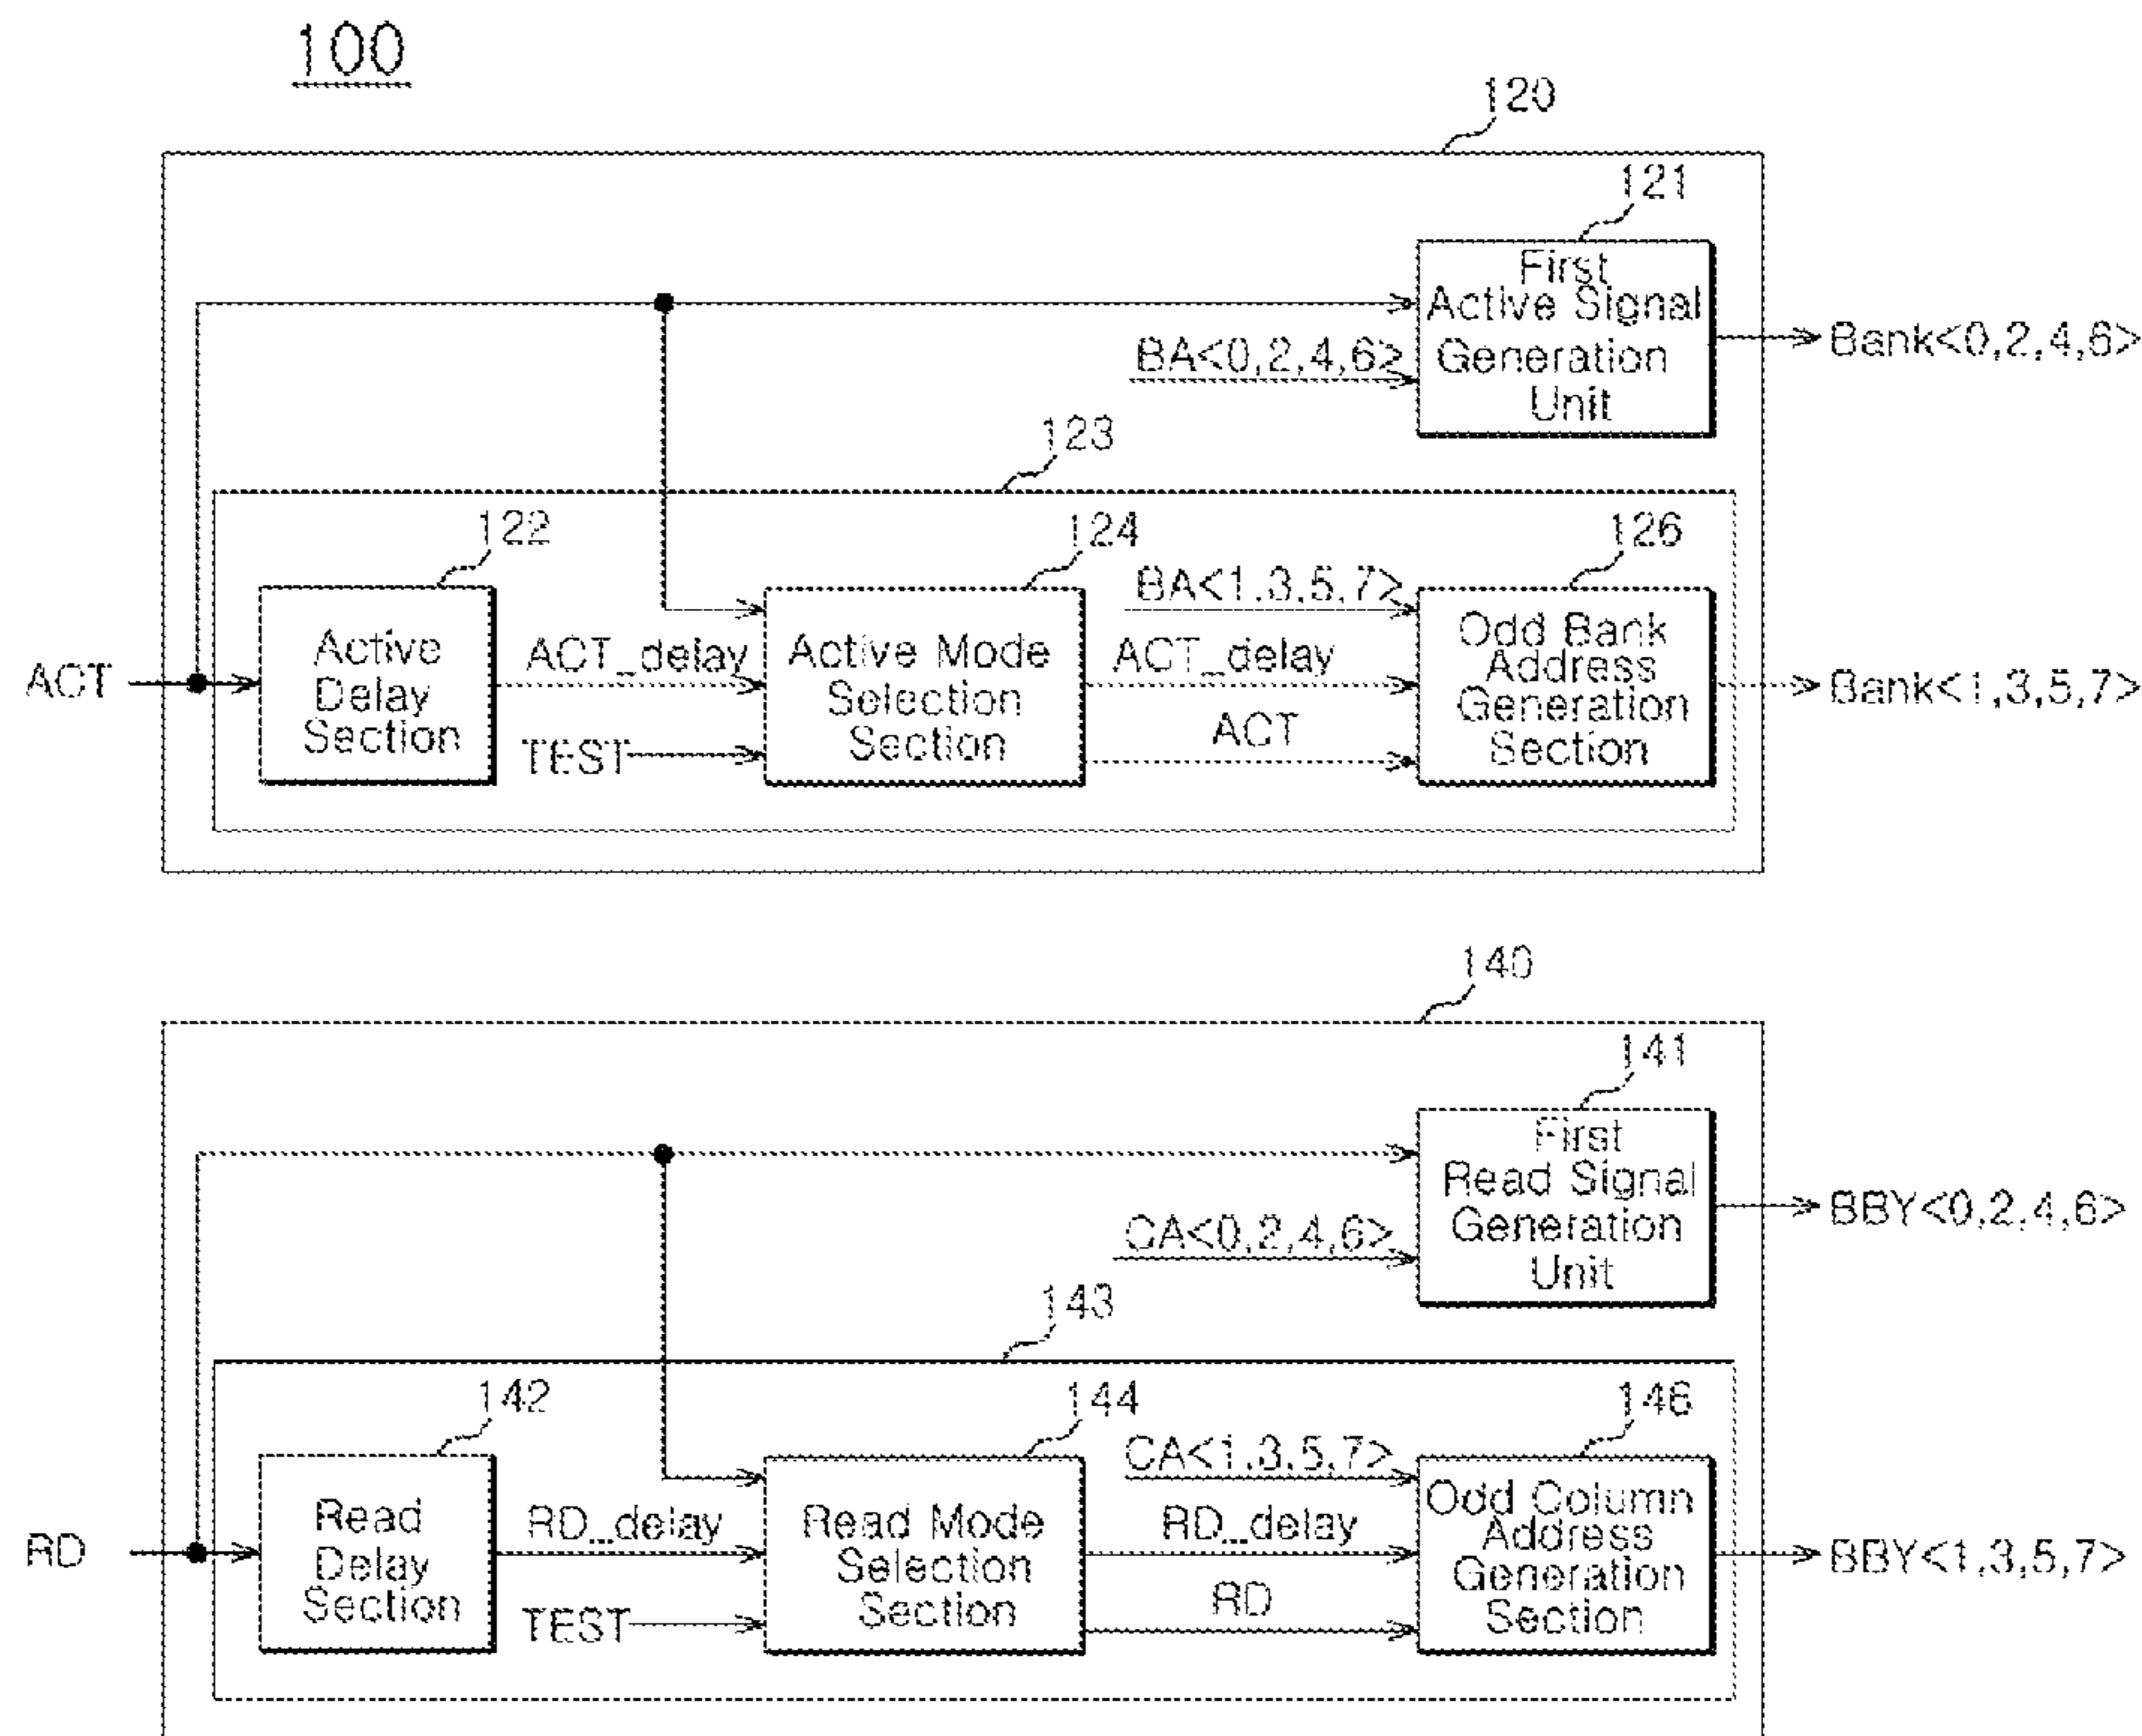 100
120
121
First
Active Signal
Generation
Unit
BA<0,2,4,6>
Bank<0,2,4,6>
123
122
124
126
BA<1,3,5,7>
ACT
Active
Delay
Section
ACT_delay
TEST
Active Mode
Selection
Section
ACT_delay
ACT
Odd Bank
Address
Generation
Section
Bank<1,3,5,7>
140
141
First
Read Signal
Generation
Unit
CA<0,2,4,6>
BBY<0,2,4,6>
143
142
144
146
CA<1,3,5,7>
RD
Read
Delay
Section
RD_delay
TEST
Read Mode
Selection
Section
RD_delay
RD
Odd Column
Address
Generation
Section
BBY<1,3,5,7>